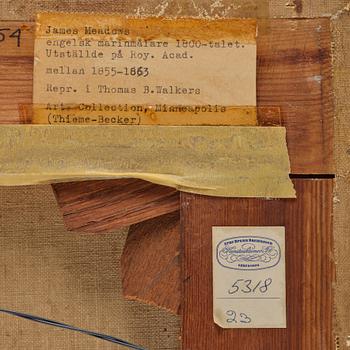 54
James Meadows
engelsk marinmålare 1800-talet.
Utställde på Roy. Acad.
mellan 1855-1863
Repr. i Thomas B.Walkers
Art. Collection, Minneapolis
(Thieme-Becker)
5318
23